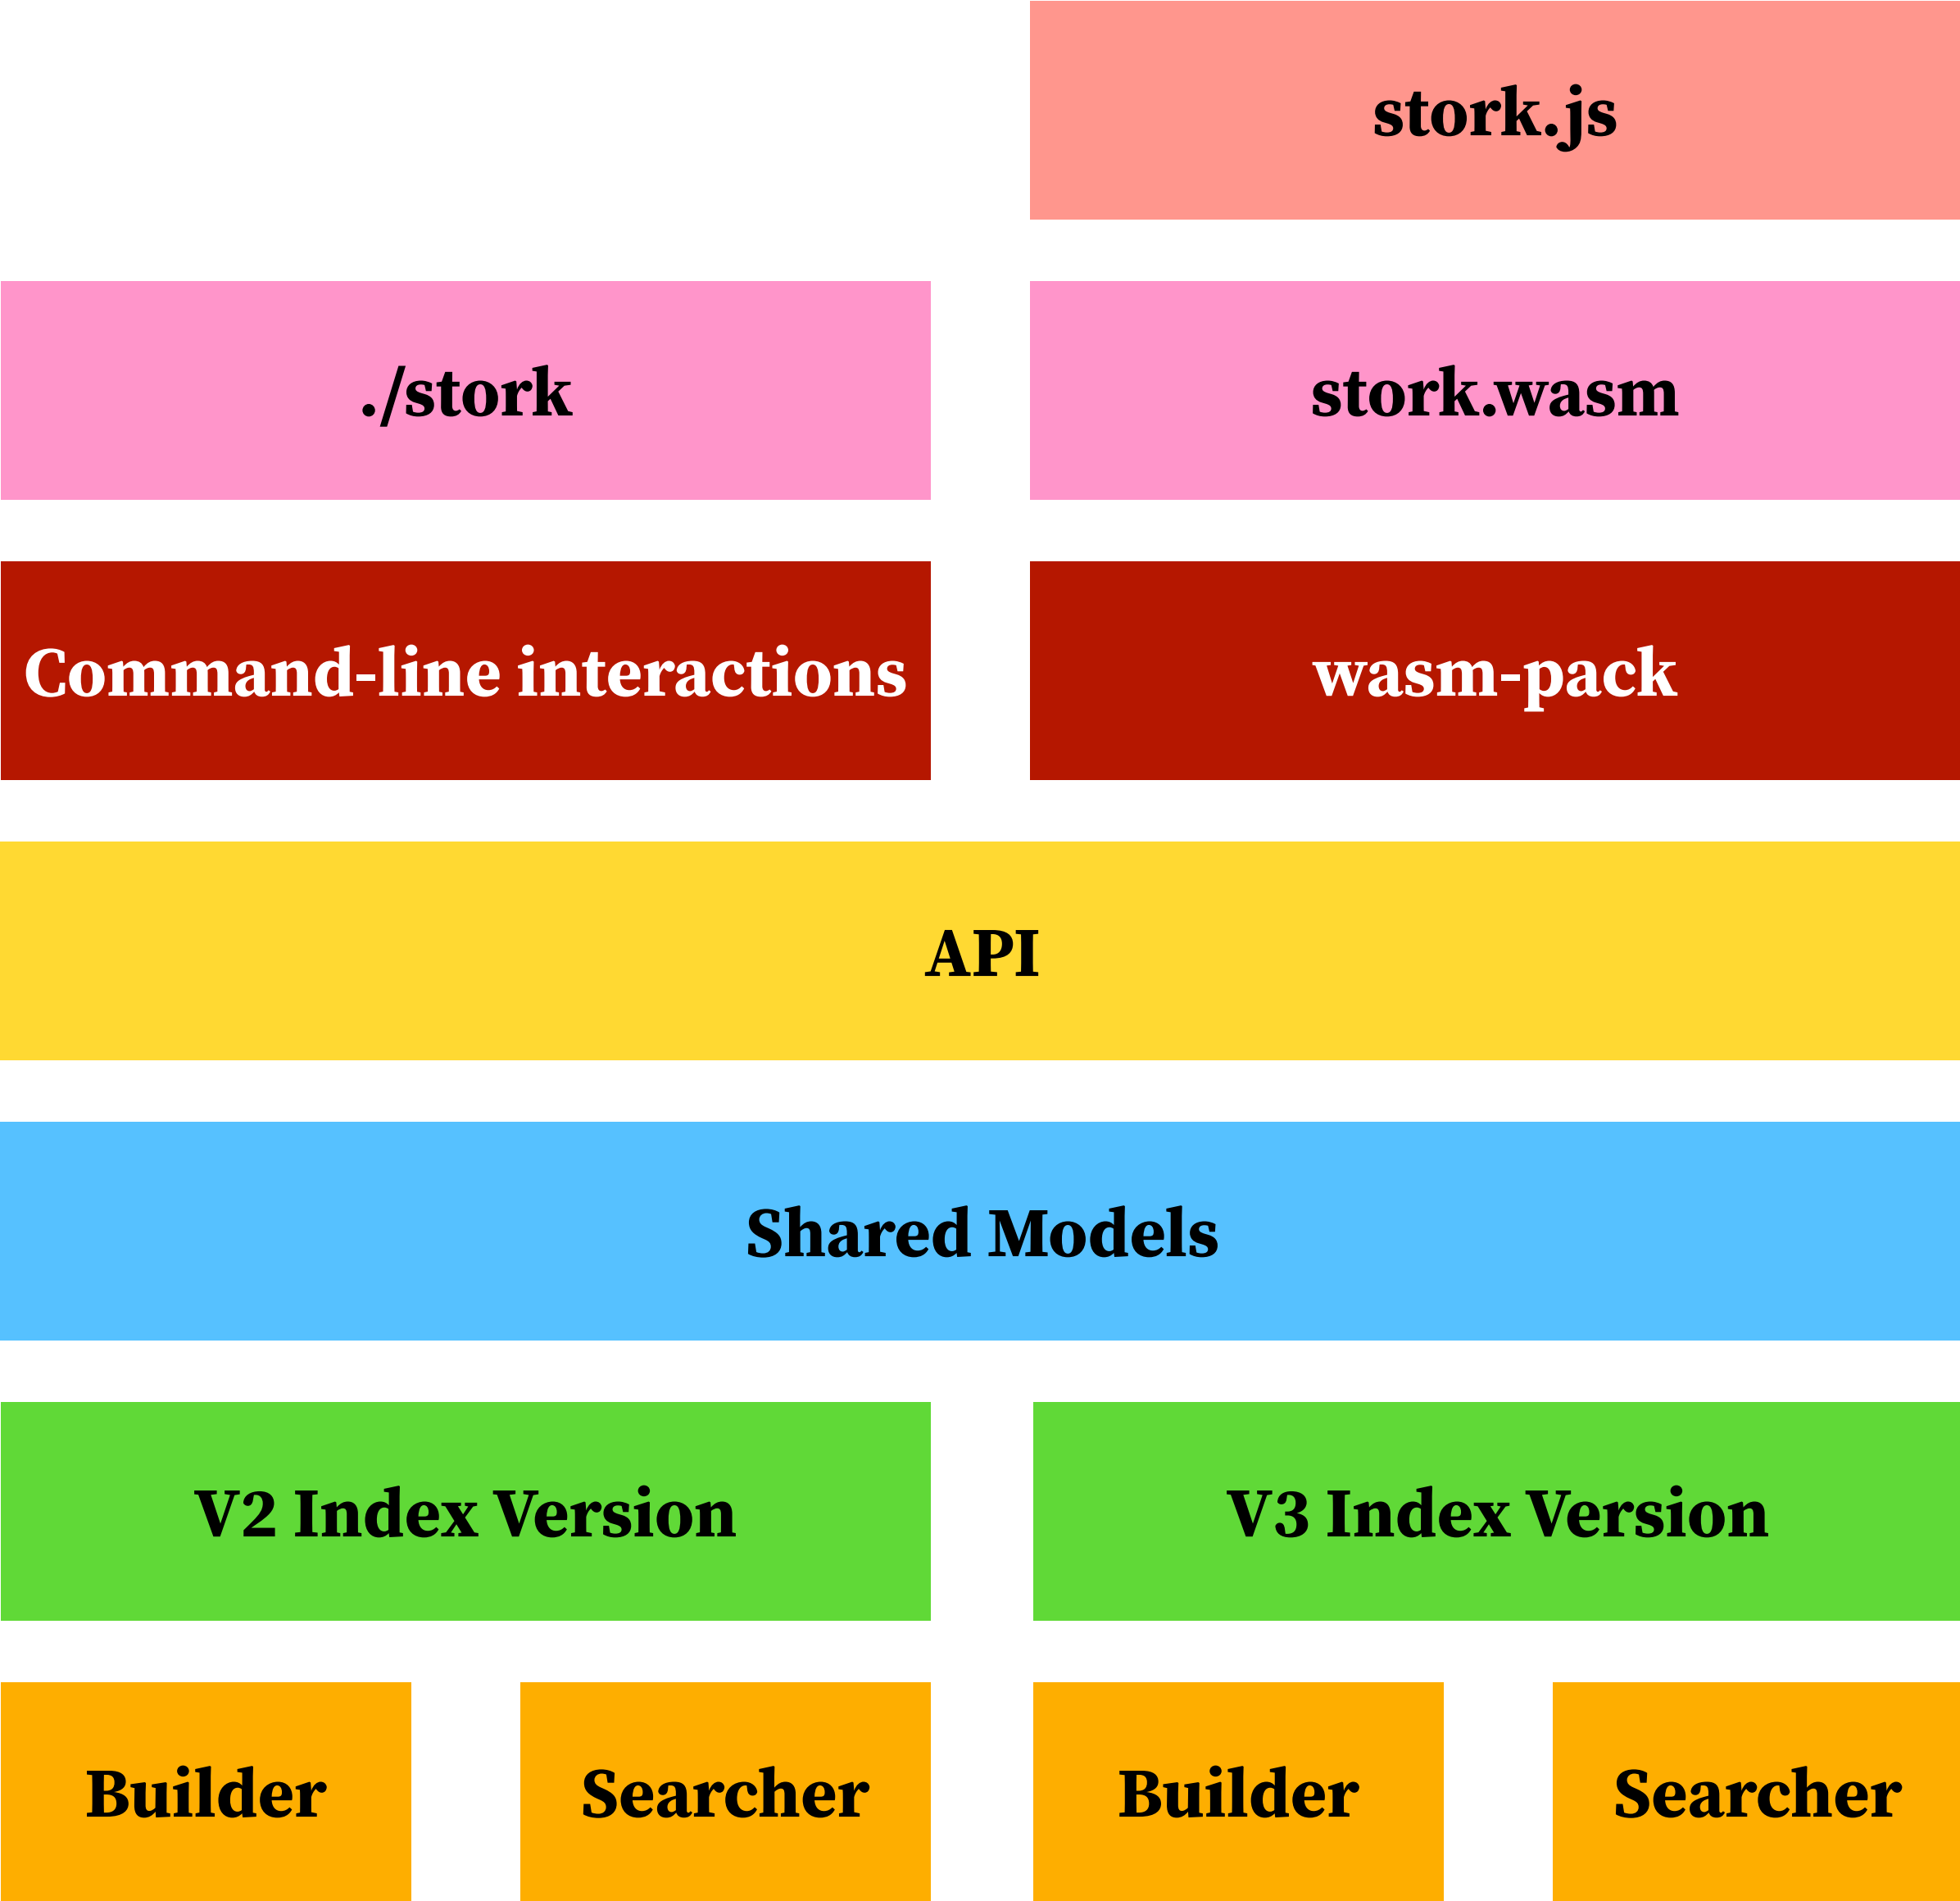 stork.js
./stork
stork.wasm
Command-line interactions
wasm-pack
API
Shared Models
V2 Index Version
V3 Index Version
Builder
Searcher
Builder
Searcher